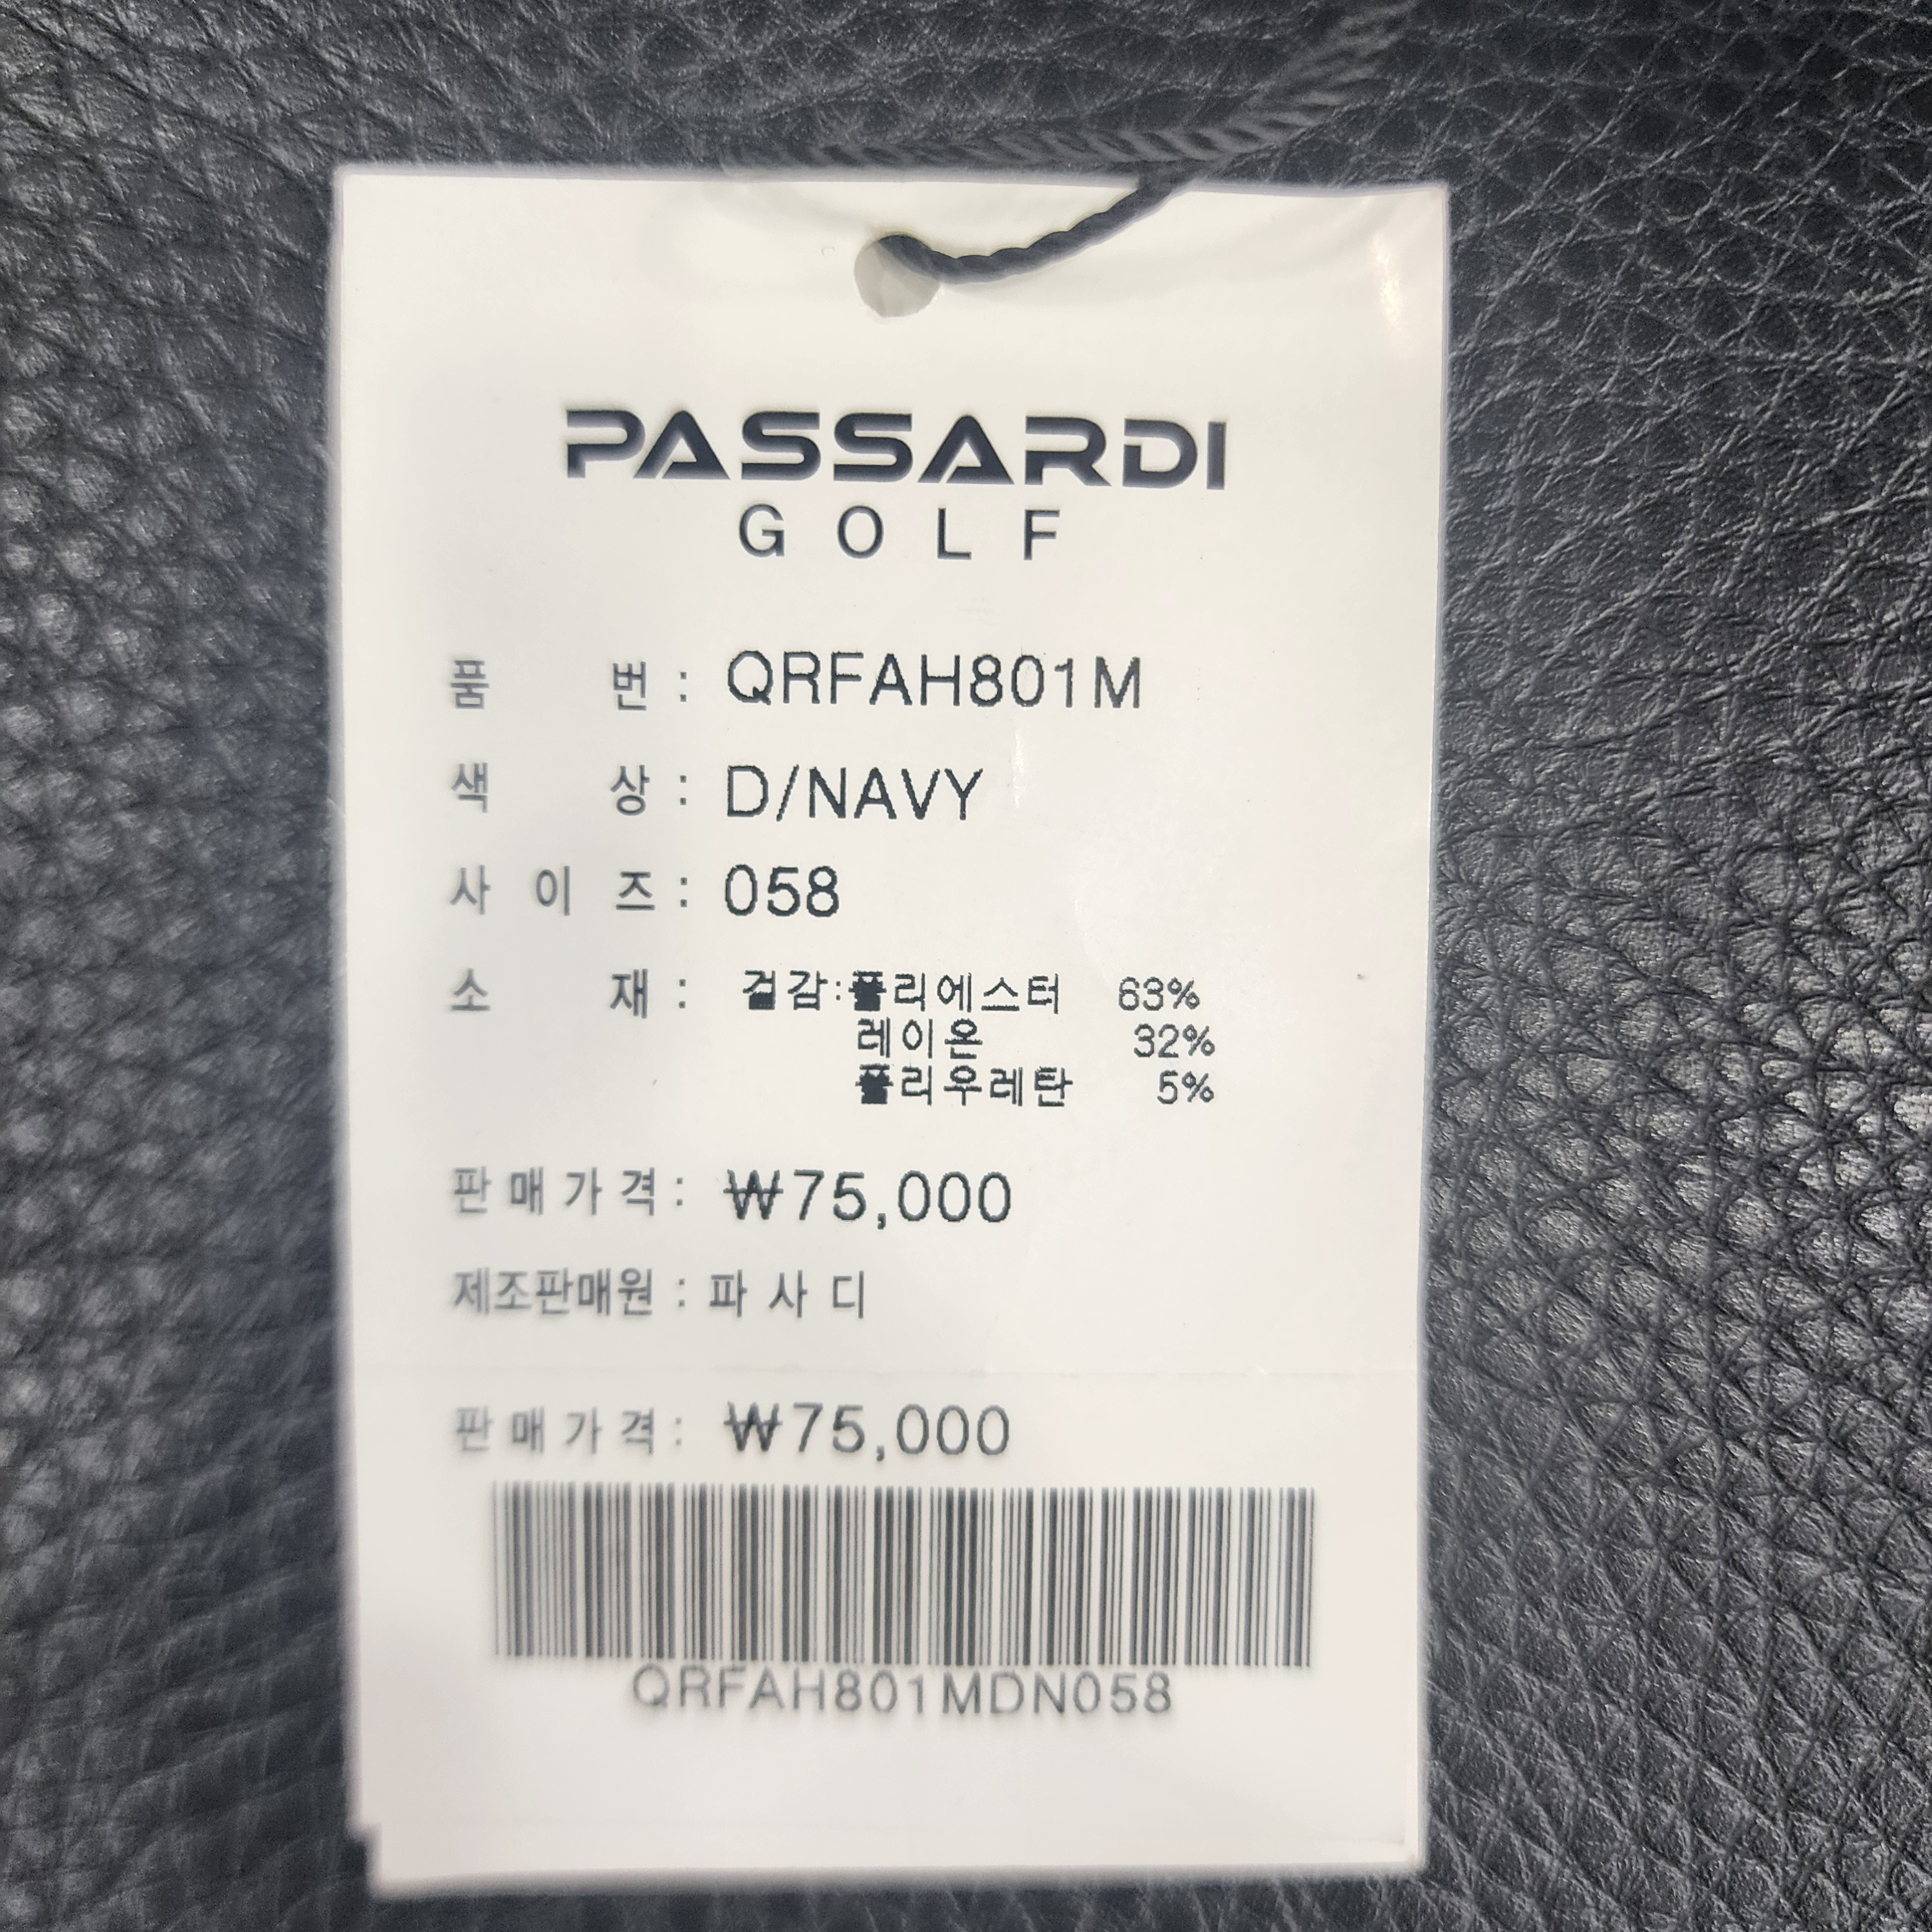 PASSARDI
GOLF
품 번 : QRFAH801M
색 상 : D/NAVY
사 이 즈 : 058
소 재 : 겉감:폴리에스터 63%
레이온 32%
폴리우레탄 5%
판 매 가 격 : ₩75,000
제조판매원 : 파 사 디
판 매 가 격 : ₩75,000
QRFAH801MDN058